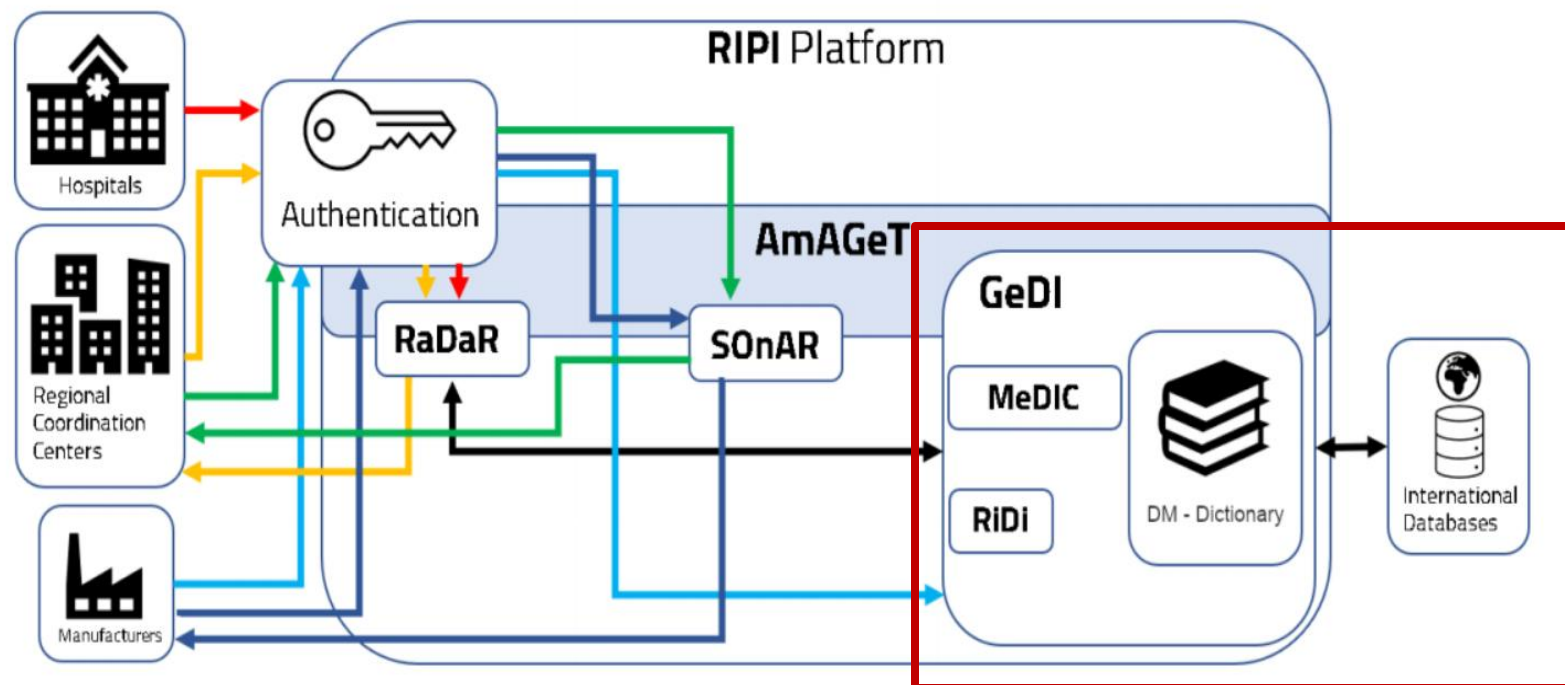 RIPI Platform
Hospitals
Authentication
AmAGeT
GeDI
RaDaR
SOnAR
MeDIC
Regional
Coordination
Centers
RiDi
DM - Dictionary
International
Databases
Manufacturers